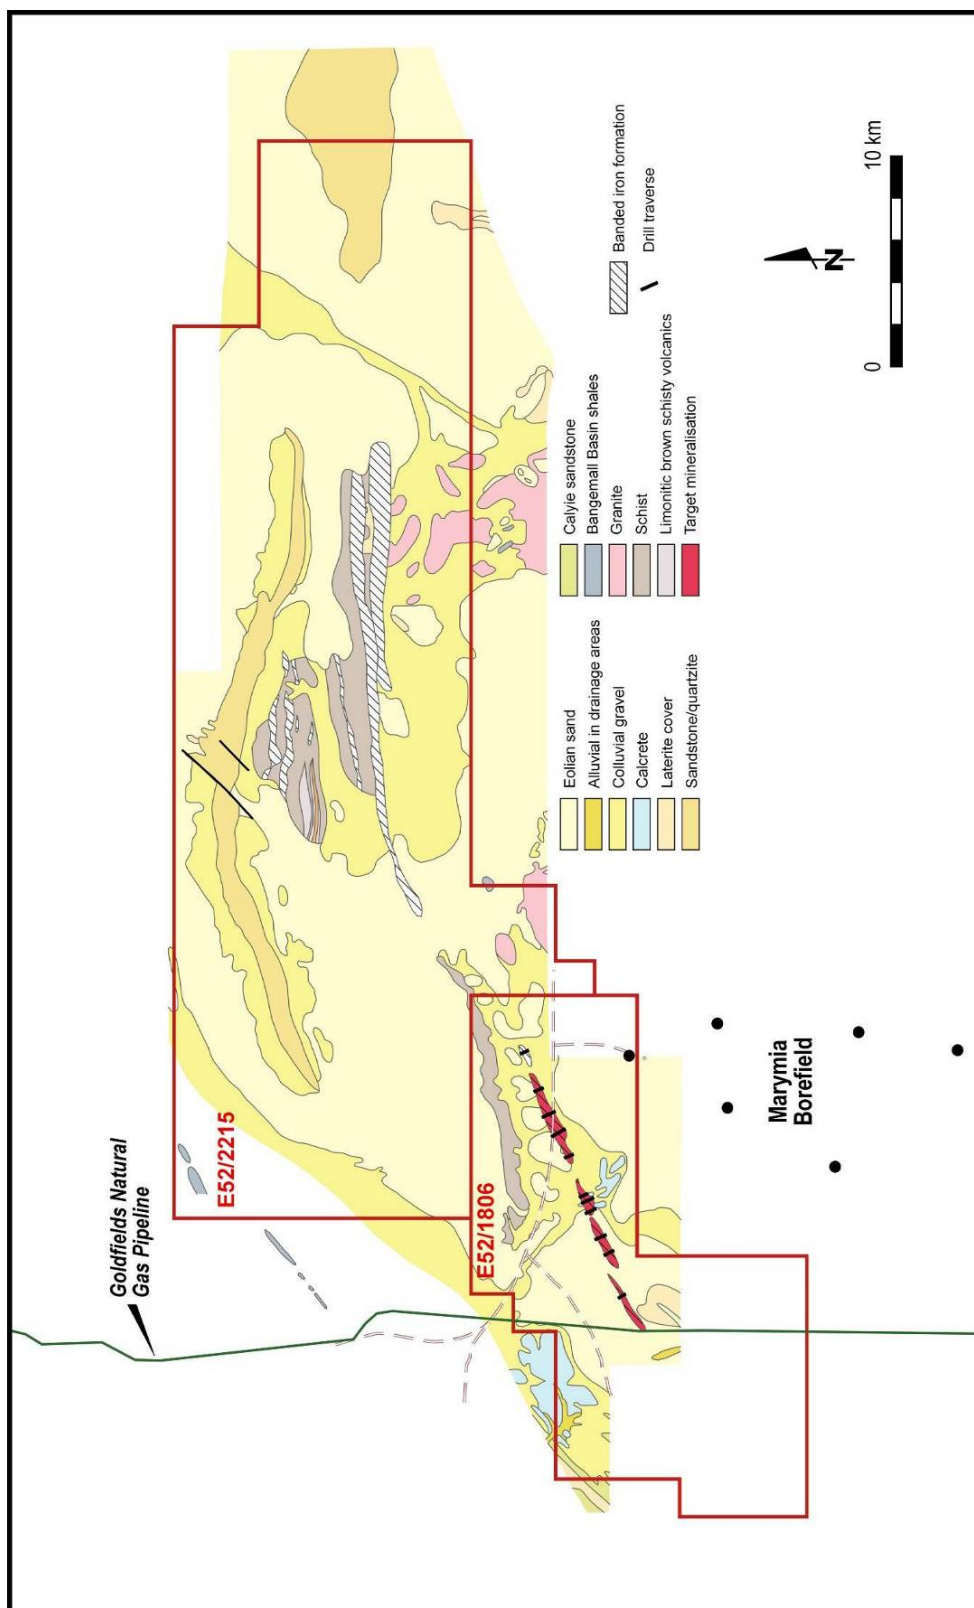 Goldfields Natural
Gas Pipeline
E52/2215
E52/1806
Marymia
Borefield
Eolian sand
Alluvial in drainage areas
Colluvial gravel
Calcrete
Laterite cover
Sandstone/quartzite
Calyie sandstone
Bangemall Basin shales
Granite
Schist
Limonitic brown schisty volcanics
Target mineralisation
Banded iron formation
Drill traverse
N
0
10 km